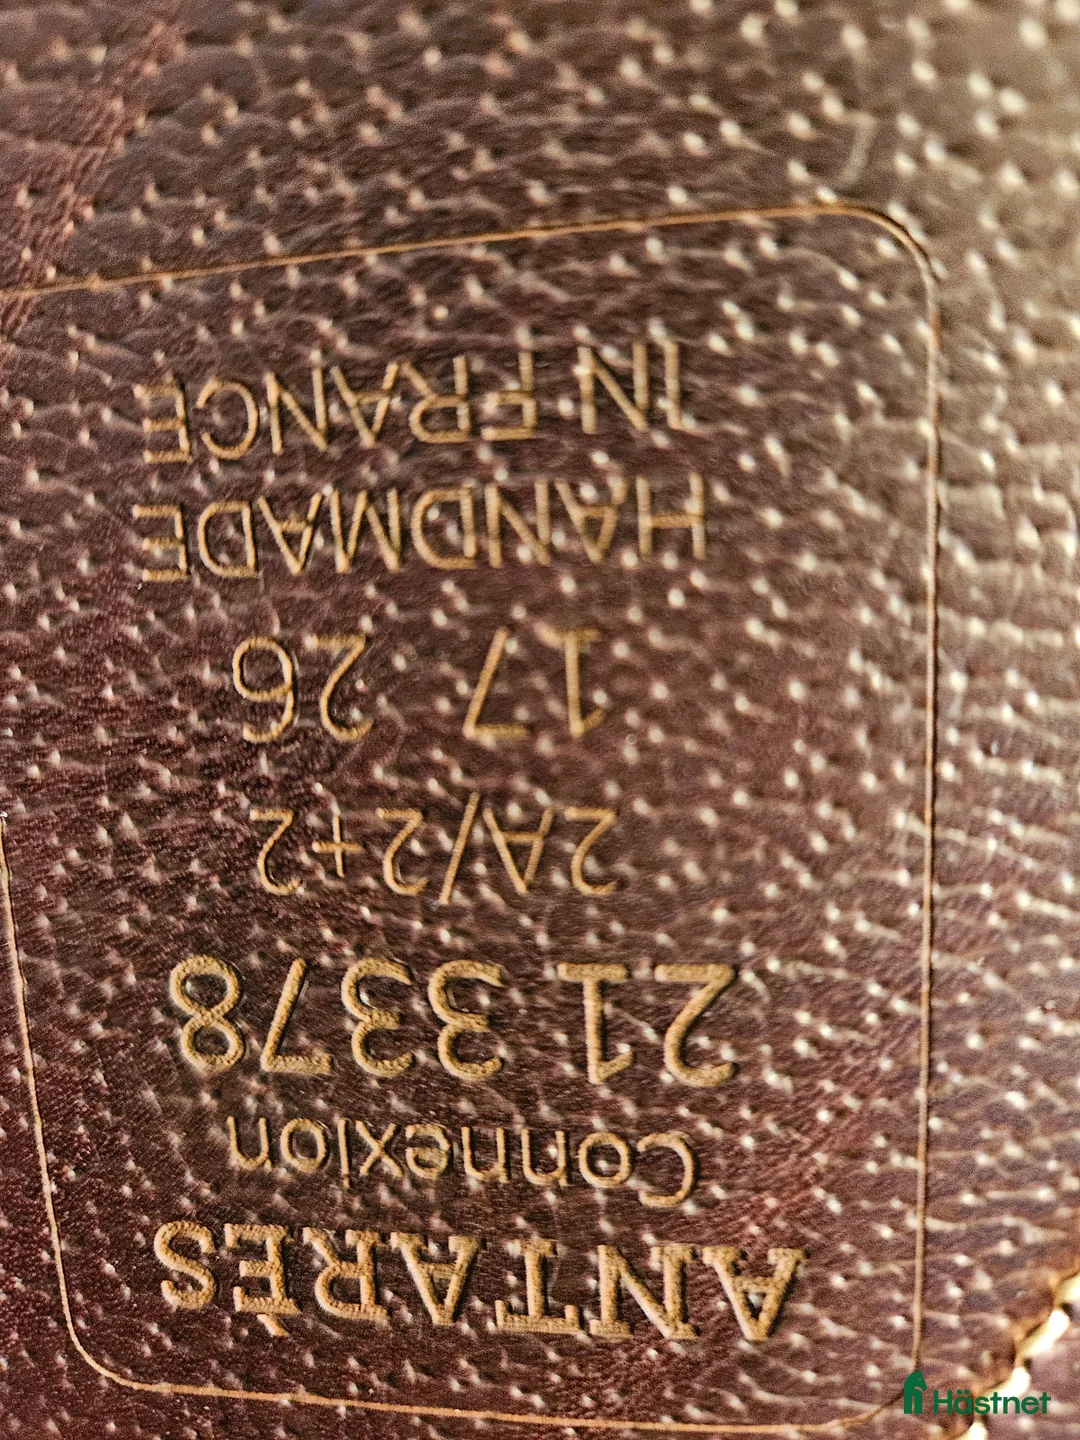 ANTARÈS
Connexion
21 3378
2A/2+2
17 26
HANDMADE
IN FRANCE
Hästnet